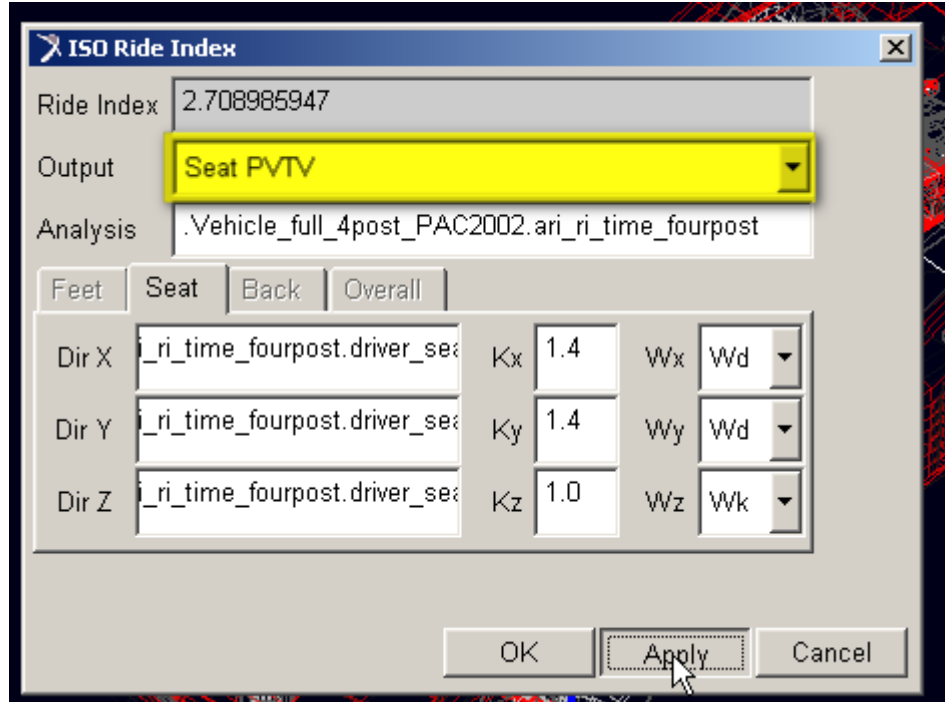 ISO Ride Index
Ride Index 2.708985947
Output Seat PVTV
Analysis .Vehicle_full_4post_PAC2002.ari_ri_time_fourpost
Feet Seat Back Overall
Dir X i_ri_time_fourpost.driver_sea Kx 1.4 Wx Wd
Dir Y i_ri_time_fourpost.driver_sea Ky 1.4 Wy Wd
Dir Z i_ri_time_fourpost.driver_sea Kz 1.0 Wz Wk
OK Apply Cancel